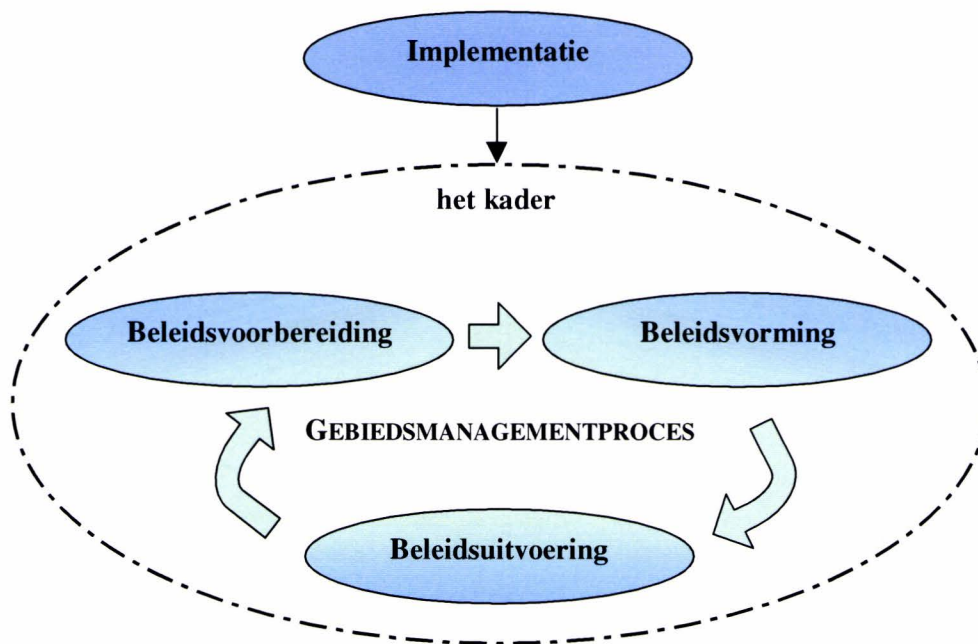 Implementatie
het kader
Beleidsvoorbereiding
Beleidsvorming
GEBIEDSMANAGEMENTPROCES
Beleidsuitvoering